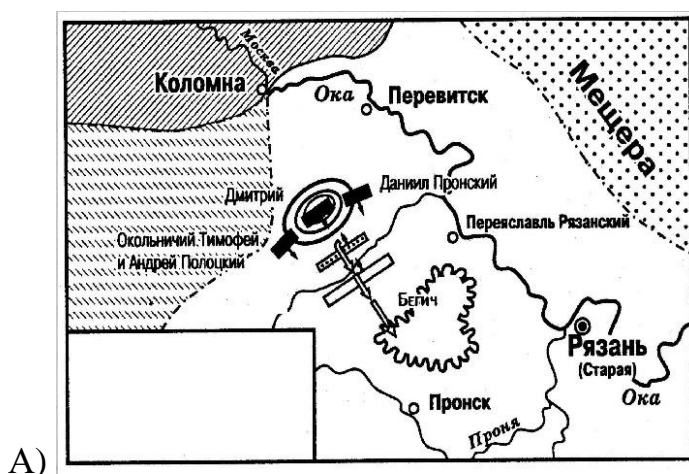 Москва
Коломна
Ока
Перевитск
Мещера
Даниил Пронский
Дмитрий
Переяславль Рязанский
Окольничий Тимофей
и Андрей Полоцкий
Бегич
Рязань
(Старая)
Пронск
Ока
Проня
А)